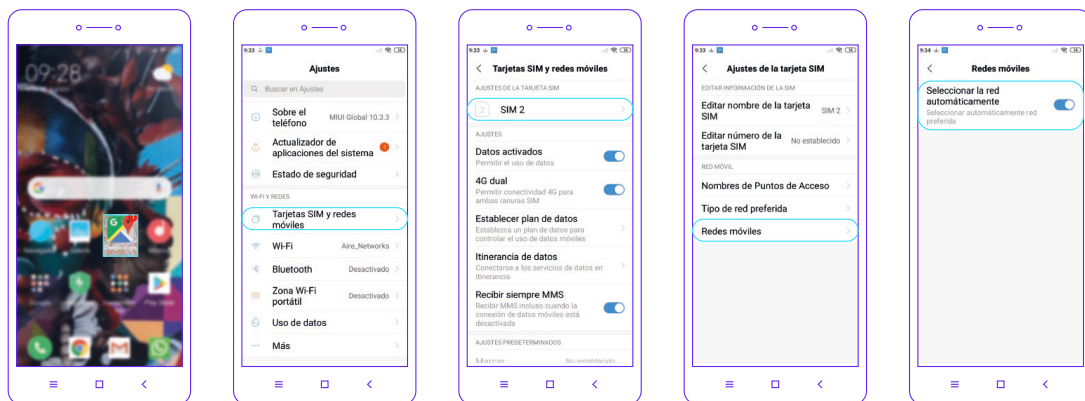 09:28
9:33
Ajustes
Buscar en Ajustes
Sobre el
teléfono
MIUI Global 10.3.3
Actualizador de
aplicaciones del sistema
Estado de seguridad
WI-FI Y REDES
Tarjetas SIM y redes
móviles
Wi-Fi
Aire_Networks
Bluetooth
Desactivado
Zona Wi-Fi
portátil
Desactivado
Uso de datos
Más
9:33
Tarjetas SIM y redes móviles
AJUSTES DE LA TARJETA SIM
2 SIM 2
AJUSTES
Datos activados
Permitir el uso de datos
4G dual
Permitir conectividad 4G para
ambas ranuras SIM
Establecer plan de datos
Establezca un plan de datos para
controlar el uso de datos móviles
Itinerancia de datos
Conectarse a los servicios de datos en
itinerancia
Recibir siempre MMS
Recibir MMS incluso cuando la
conexión de datos móviles está
desactivada
AJUSTES PREDETERMINADOS
Marcar
No establecido
9:33
Ajustes de la tarjeta SIM
EDITAR INFORMACIÓN DE LA SIM
Editar nombre de la tarjeta
SIM
SIM 2
Editar número de la
tarjeta SIM
No establecido
RED MÓVIL
Nombres de Puntos de Acceso
Tipo de red preferida
Redes móviles
9:34
Redes móviles
Seleccionar la red
automáticamente
Seleccionar automáticamente red
preferida